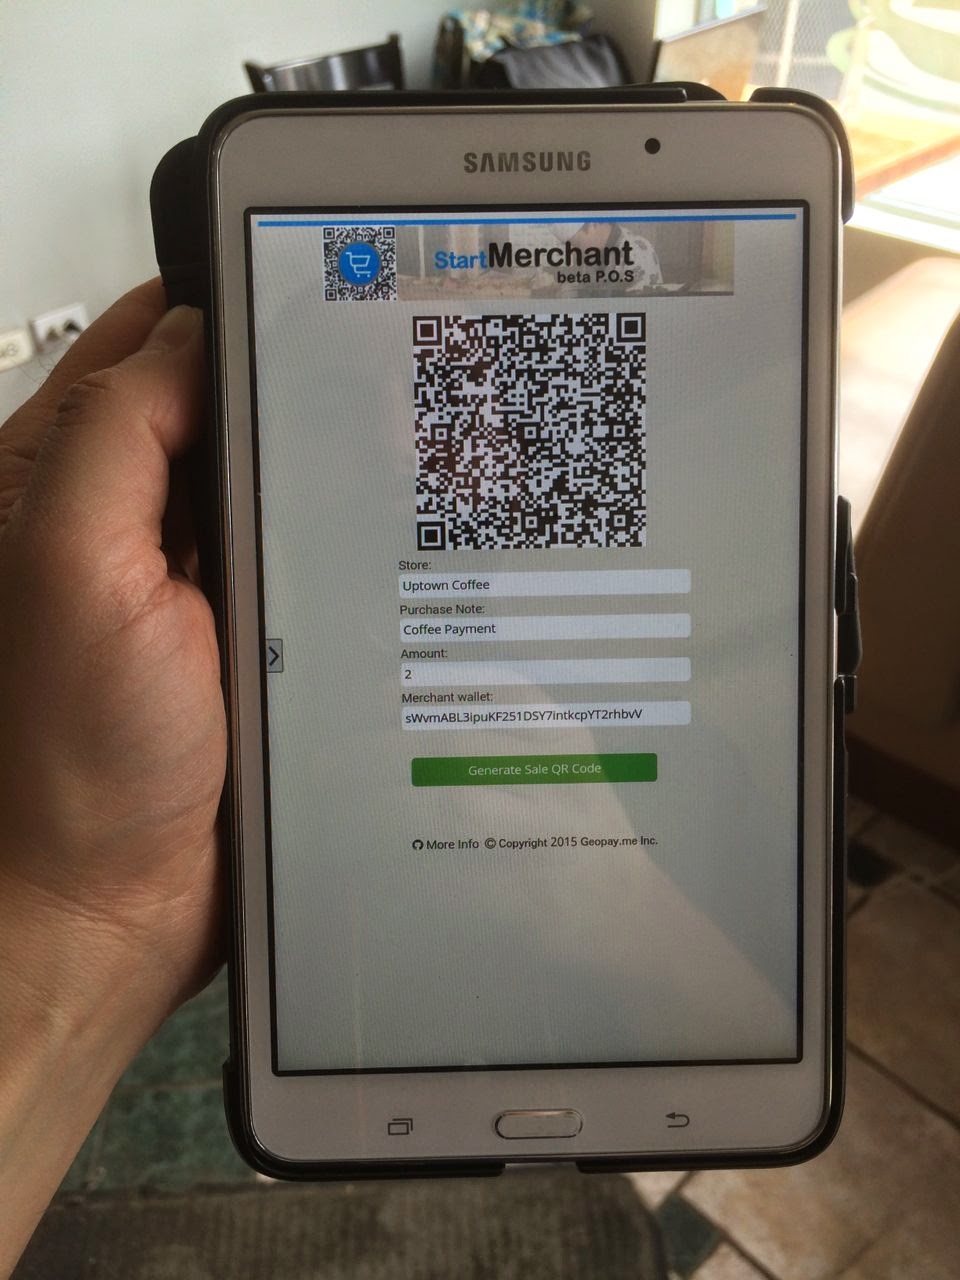 SAMSUNG
StartMerchant
beta P.O.S
Store:
Uptown Coffee
Purchase Note:
Coffee Payment
Amount:
2
Merchant wallet:
sWvmABL3ipuKF251DSY7intkcpYT2rhbvV
Generate Sale QR Code
More Info © Copyright 2015 Geopay.me Inc.